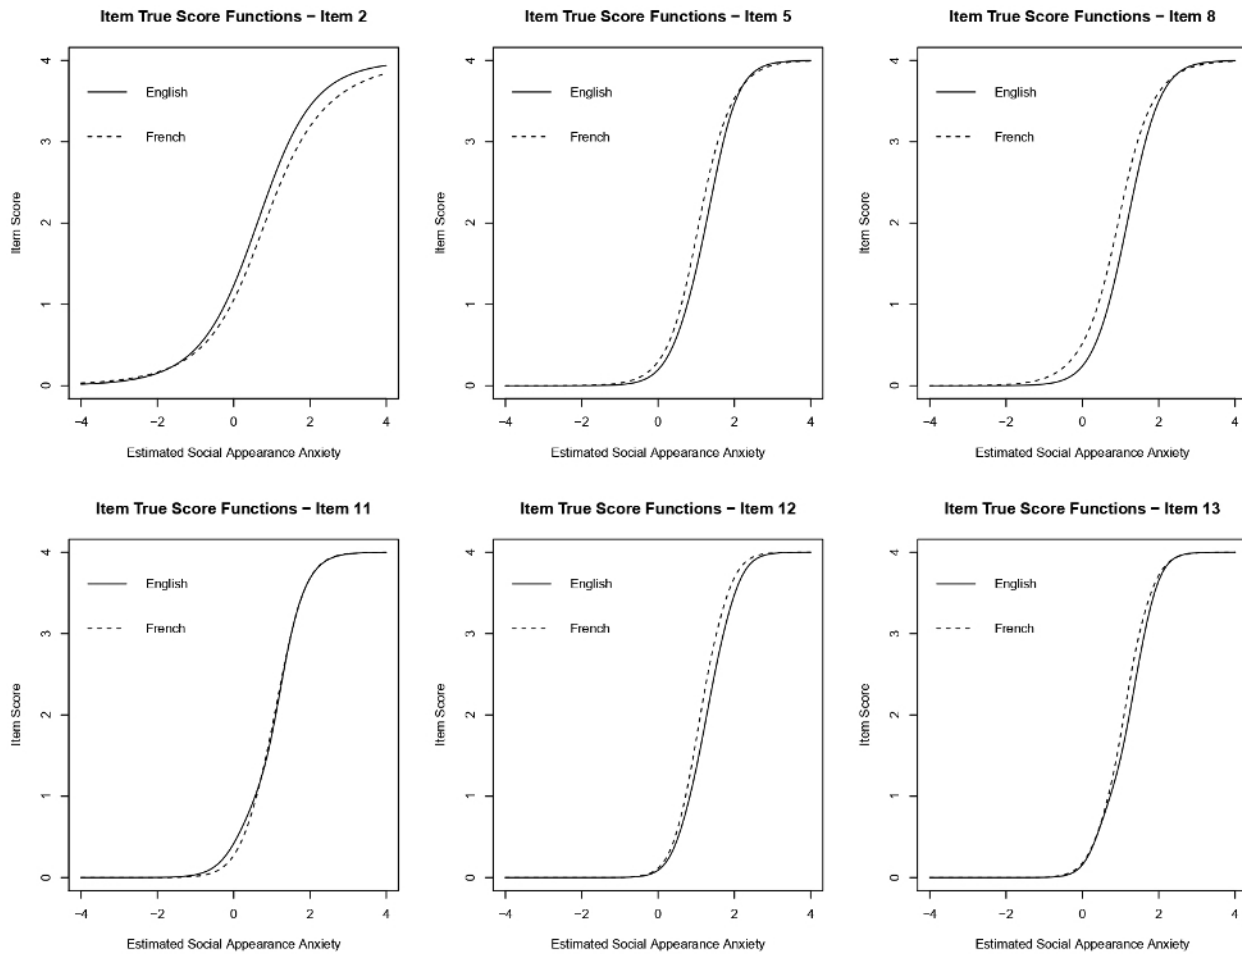 Item True Score Functions − Item 2
4
3
2
1
0
Item Score
English
French
−4
−2
0
2
4
Estimated Social Appearance Anxiety
Item True Score Functions − Item 5
4
3
2
1
0
Item Score
English
French
−4
−2
0
2
4
Estimated Social Appearance Anxiety
Item True Score Functions − Item 8
4
3
2
1
0
Item Score
English
French
−4
−2
0
2
4
Estimated Social Appearance Anxiety
Item True Score Functions − Item 11
4
3
2
1
0
Item Score
English
French
−4
−2
0
2
4
Estimated Social Appearance Anxiety
Item True Score Functions − Item 12
4
3
2
1
0
Item Score
English
French
−4
−2
0
2
4
Estimated Social Appearance Anxiety
Item True Score Functions − Item 13
4
3
2
1
0
Item Score
English
French
−4
−2
0
2
4
Estimated Social Appearance Anxiety